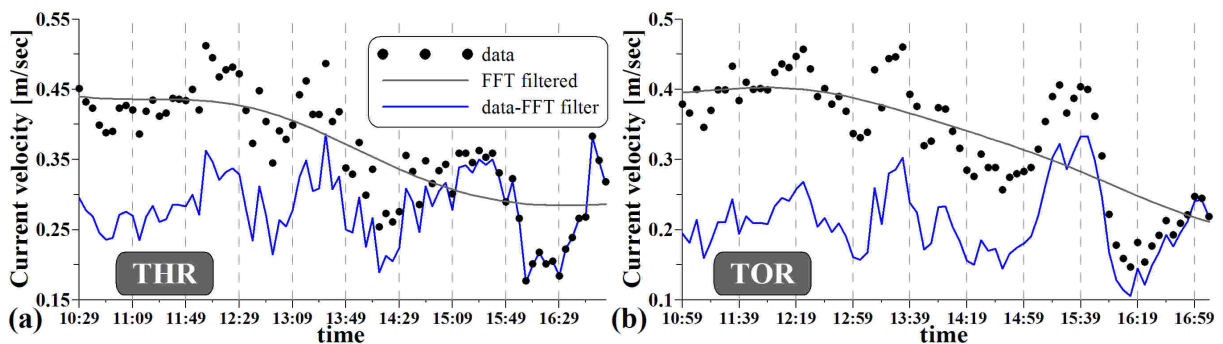 Current velocity [m/sec]
0.55
0.45
0.35
0.25
0.15
data
FFT filtered
data-FFT filter
THR
(a)
10:29 11:09 11:49 12:29 13:09 13:49 14:29 15:09 15:49 16:29
time
Current velocity [m/sec]
0.5
0.4
0.3
0.2
0.1
TOR
(b)
10:59 11:39 12:19 12:59 13:39 14:19 14:59 15:39 16:19 16:59
time